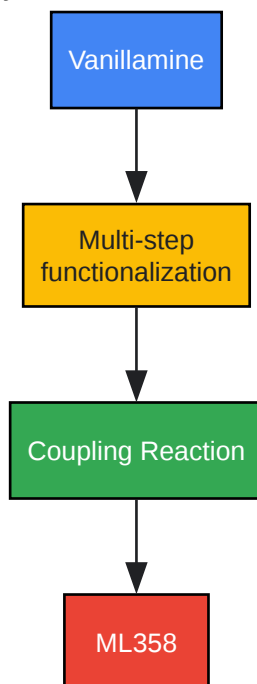 Vanillamine
Multi-step
functionalization
Coupling Reaction
ML358